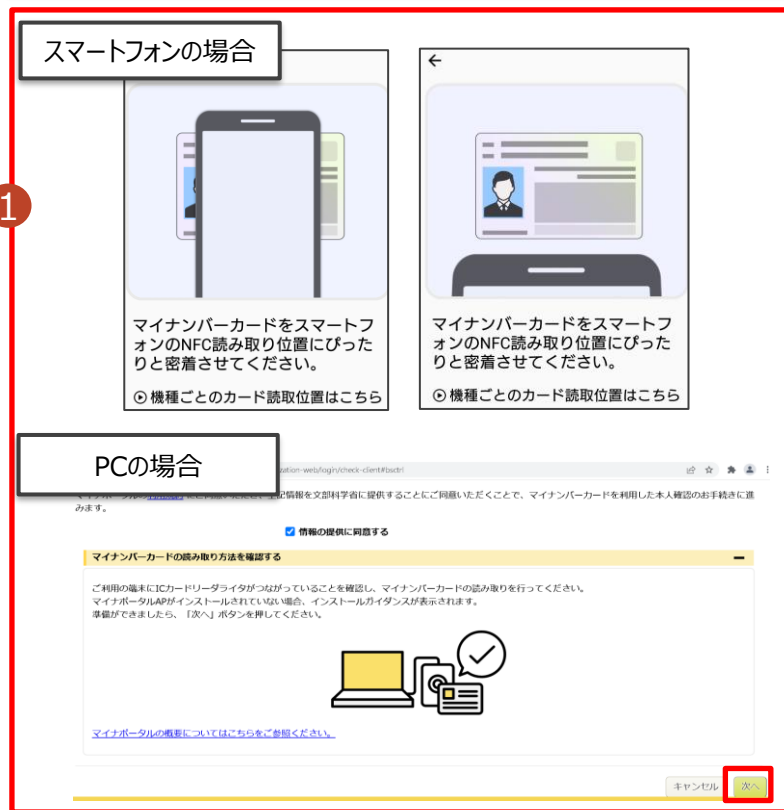 スマートフォンの場合
1
マイナンバーカードをスマートフ
ォンのNFC読み取り位置にぴった
りと密着させてください。
機種ごとのカード読取位置はこちら
マイナンバーカードをスマートフ
ォンのNFC読み取り位置にぴった
りと密着させてください。
機種ごとのカード読取位置はこちら
PCの場合
zation-web/login/check-client#bsctrl
情報を文部科学省に提供することにご同意いただくことで、マイナンバーカードを利用した本人確認のお手続きに進
みます。
情報の提供に同意する
マイナンバーカードの読み取り方法を確認する
ご利用の端末にICカードリーダライタがつながっていることを確認し、マイナンバーカードの読み取りを行ってください。
マイナポータルAPがインストールされていない場合、インストールガイダンスが表示されます。
準備ができましたら、「次へ」ボタンを押してください。
マイナポータルの概要についてはこちらをご参照ください。
キャンセル 次へ